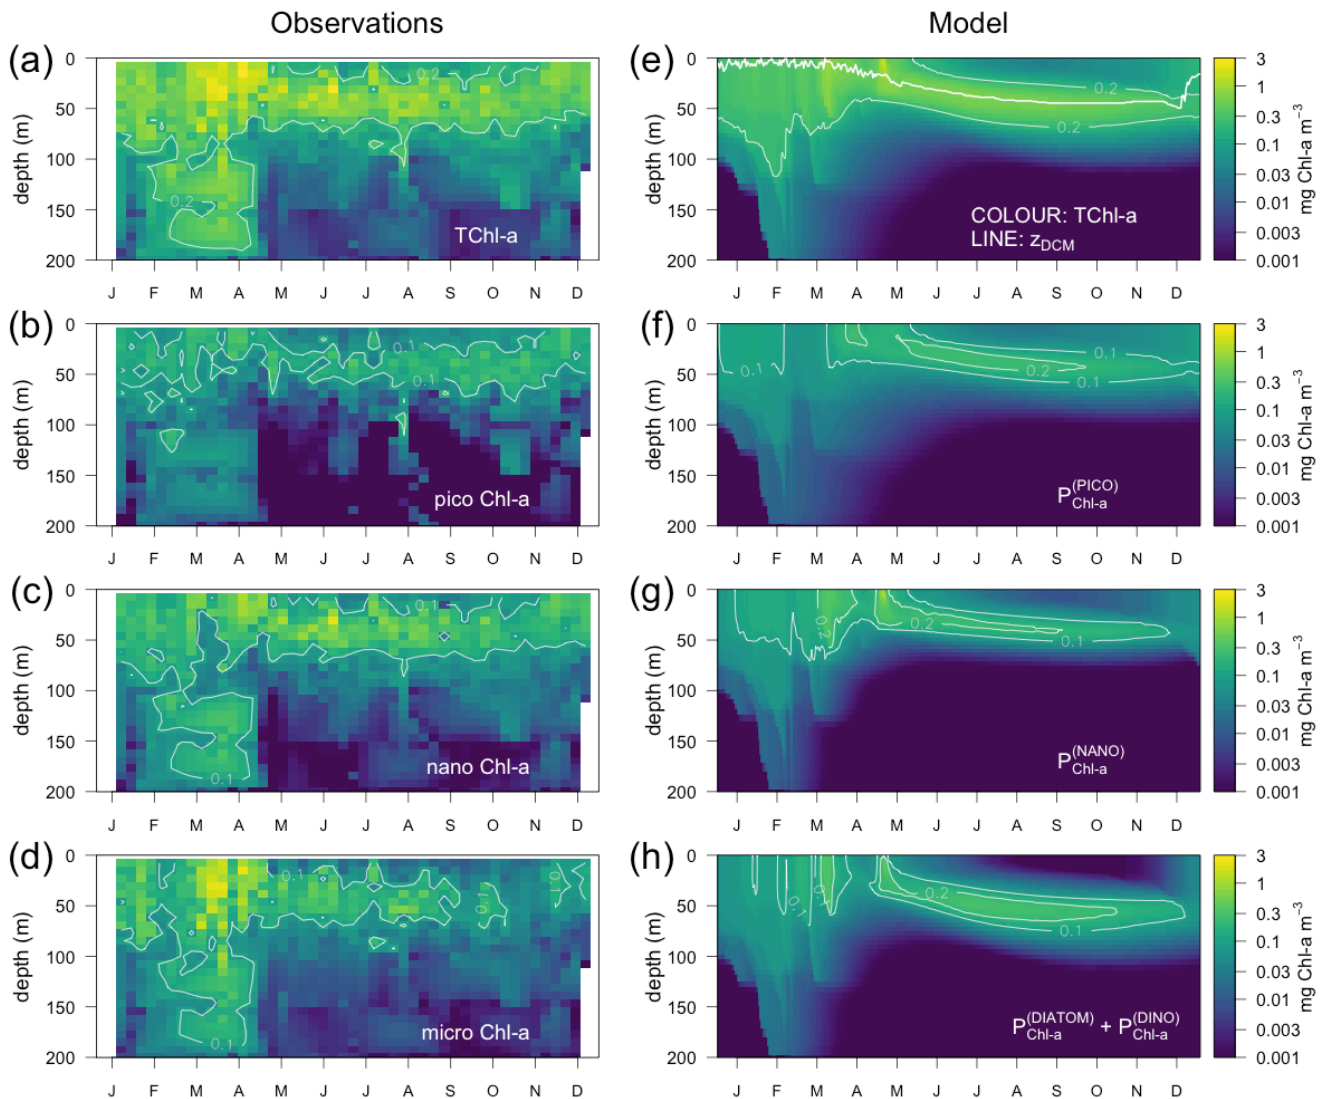 Observations
Model
(a)
0
50
100
150
200
depth (m)
0.2
0.2
TChl-a
J F M A M J J A S O N D
(e)
0
50
100
150
200
depth (m)
0.2
0.2
COLOUR: TChl-a
LINE: zDCM
J F M A M J J A S O N D
3
1
0.3
0.1
0.03
0.01
0.003
0.001
mg Chl-a m−3
(b)
0
50
100
150
200
depth (m)
0.1
0.1
pico Chl-a
J F M A M J J A S O N D
(f)
0
50
100
150
200
depth (m)
0.1
0.1
0.2
0.1
P(PICO)Chl-a
J F M A M J J A S O N D
3
1
0.3
0.1
0.03
0.01
0.003
0.001
mg Chl-a m−3
(c)
0
50
100
150
200
depth (m)
0.1
0.1
nano Chl-a
J F M A M J J A S O N D
(g)
0
50
100
150
200
depth (m)
0.2
0.2
0.1
P(NANO)Chl-a
J F M A M J J A S O N D
3
1
0.3
0.1
0.03
0.01
0.003
0.001
mg Chl-a m−3
(d)
0
50
100
150
200
depth (m)
0.1
0.1
0.1
0.1
micro Chl-a
J F M A M J J A S O N D
(h)
0
50
100
150
200
depth (m)
0.1
0.1
0.2
0.1
P(DIATOM)Chl-a + P(DINO)Chl-a
J F M A M J J A S O N D
3
1
0.3
0.1
0.03
0.01
0.003
0.001
mg Chl-a m−3